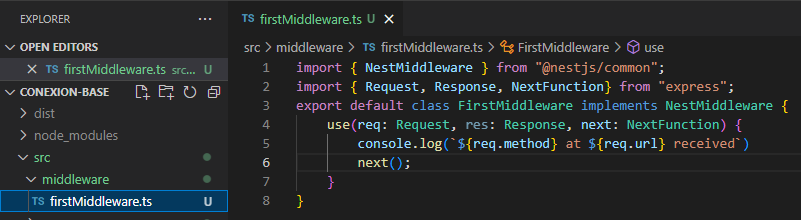 EXPLORER ...
TS firstMiddleware.ts U ×
OPEN EDITORS
× TS firstMiddleware.ts src... U
src > middleware > TS firstMiddleware.ts > FirstMiddleware > use
CONEXION-BASE
dist
node_modules
src
middleware
TS firstMiddleware.ts U
1 import { NestMiddleware } from "@nestjs/common";
2 import { Request, Response, NextFunction} from "express";
3 export default class FirstMiddleware implements NestMiddleware {
4     use(req: Request, res: Response, next: NextFunction) {
5         console.log(`${req.method} at ${req.url} received`)
6         next();
7     }
8 }